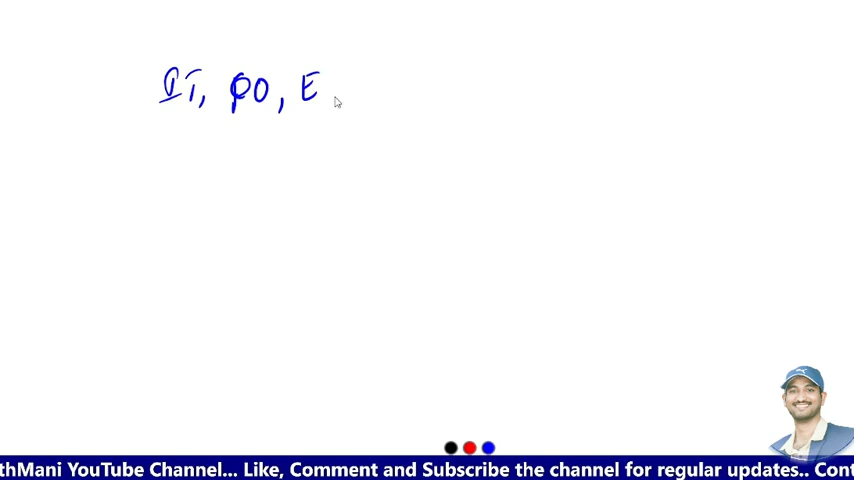 IT, PO, E
thMani YouTube Channel... Like, Comment and Subscribe the channel for regular updates.. Cont